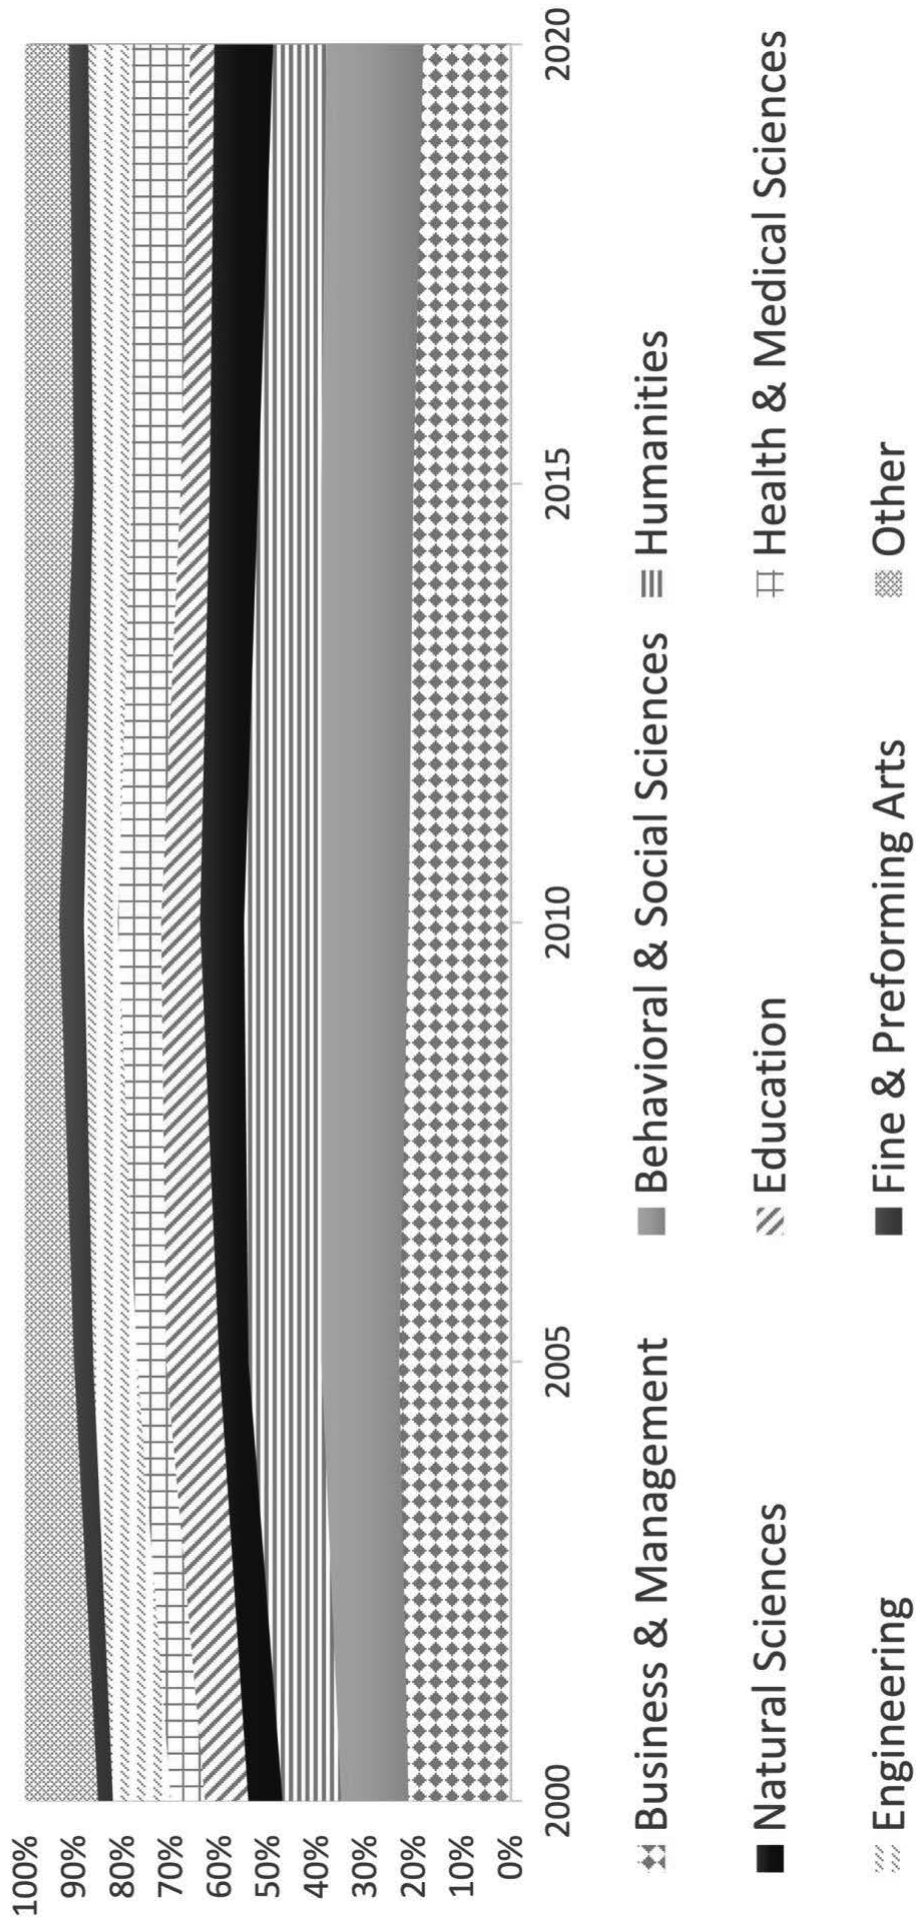 100%
90%
80%
70%
60%
50%
40%
30%
20%
10%
0%
2000 2005 2010 2015 2020
Business & Management Behavioral & Social Sciences Humanities
Natural Sciences Education Health & Medical Sciences
Engineering Fine & Preforming Arts Other